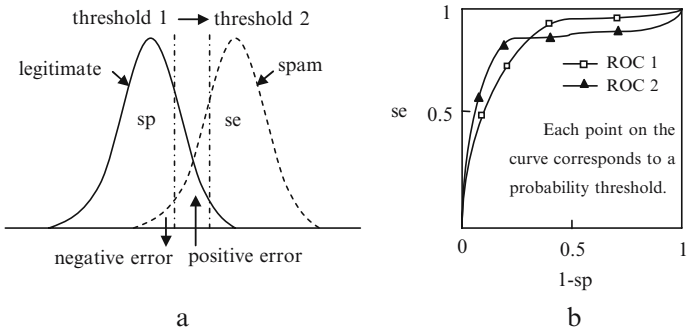 threshold 1 → threshold 2
legitimate
spam
sp
se
negative error
positive error
a
se
1
0.5
ROC 1
ROC 2
Each point on the
curve corresponds to a
probability threshold.
0
0.5
1
1-sp
b